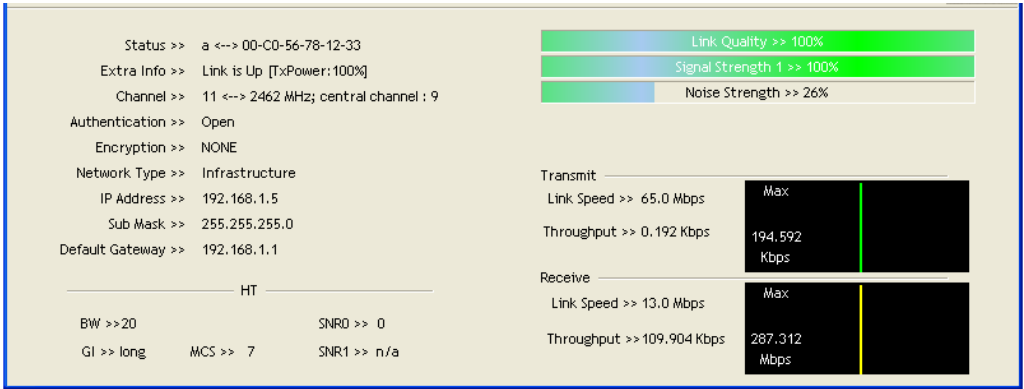 Status >> a <--> 00-C0-56-78-12-33
Extra Info >> Link is Up [TxPower:100%]
Channel >> 11 <--> 2462 MHz; central channel : 9
Authentication >> Open
Encryption >> NONE
Network Type >> Infrastructure
IP Address >> 192.168.1.5
Sub Mask >> 255.255.255.0
Default Gateway >> 192.168.1.1
HT
BW >>20
SNR0 >> 0
GI >> long
MCS >> 7
SNR1 >> n/a
Link Quality >> 100%
Signal Strength 1 >> 100%
Noise Strength >> 26%
Transmit
Link Speed >> 65.0 Mbps
Throughput >> 0.192 Kbps
Max
194.592
Kbps
Receive
Link Speed >> 13.0 Mbps
Throughput >>109.904 Kbps
Max
287.312
Mbps